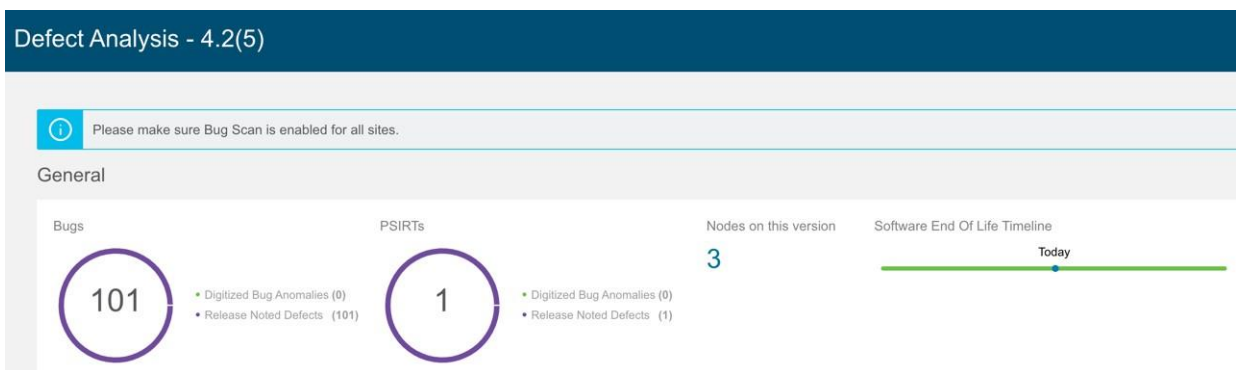 Defect Analysis - 4.2(5)
Please make sure Bug Scan is enabled for all sites.
General
Bugs
101
• Digitized Bug Anomalies (0)
• Release Noted Defects (101)
PSIRTs
1
• Digitized Bug Anomalies (0)
• Release Noted Defects (1)
Nodes on this version
3
Software End Of Life Timeline
Today